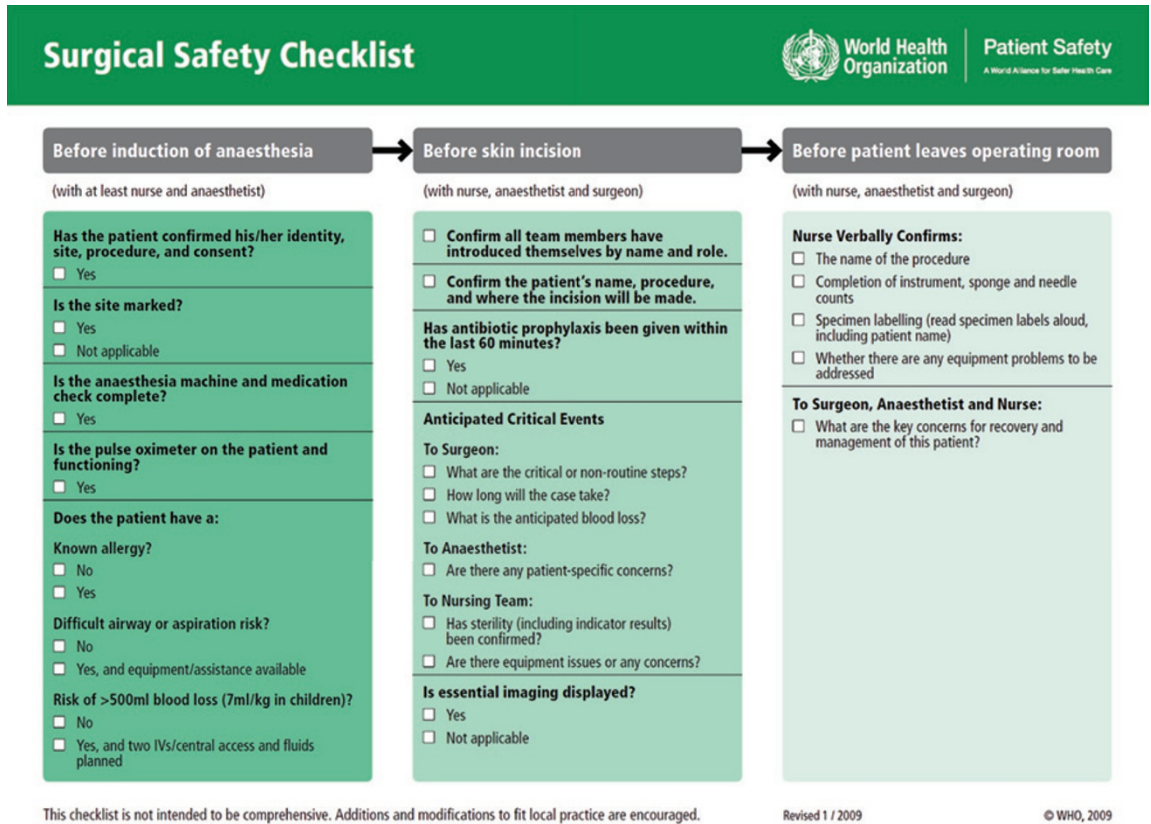 Surgical Safety Checklist
World Health
Organization
Patient Safety
A World Alliance for Safer Health Care
Before induction of anaesthesia
(with at least nurse and anaesthetist)
Has the patient confirmed his/her identity,
site, procedure, and consent?
Yes
Is the site marked?
Yes
Not applicable
Is the anaesthesia machine and medication
check complete?
Yes
Is the pulse oximeter on the patient and
functioning?
Yes
Does the patient have a:
Known allergy?
No
Yes
Difficult airway or aspiration risk?
No
Yes, and equipment/assistance available
Risk of >500ml blood loss (7ml/kg in children)?
No
Yes, and two IVs/central access and fluids
planned
Before skin incision
(with nurse, anaesthetist and surgeon)
Confirm all team members have
introduced themselves by name and role.
Confirm the patient's name, procedure,
and where the incision will be made.
Has antibiotic prophylaxis been given within
the last 60 minutes?
Yes
Not applicable
Anticipated Critical Events
To Surgeon:
What are the critical or non-routine steps?
How long will the case take?
What is the anticipated blood loss?
To Anaesthetist:
Are there any patient-specific concerns?
To Nursing Team:
Has sterility (including indicator results)
been confirmed?
Are there equipment issues or any concerns?
Is essential imaging displayed?
Yes
Not applicable
Before patient leaves operating room
(with nurse, anaesthetist and surgeon)
Nurse Verbally Confirms:
The name of the procedure
Completion of instrument, sponge and needle
counts
Specimen labelling (read specimen labels aloud,
including patient name)
Whether there are any equipment problems to be
addressed
To Surgeon, Anaesthetist and Nurse:
What are the key concerns for recovery and
management of this patient?
This checklist is not intended to be comprehensive. Additions and modifications to fit local practice are encouraged.
Revised 1 / 2009
© WHO, 2009